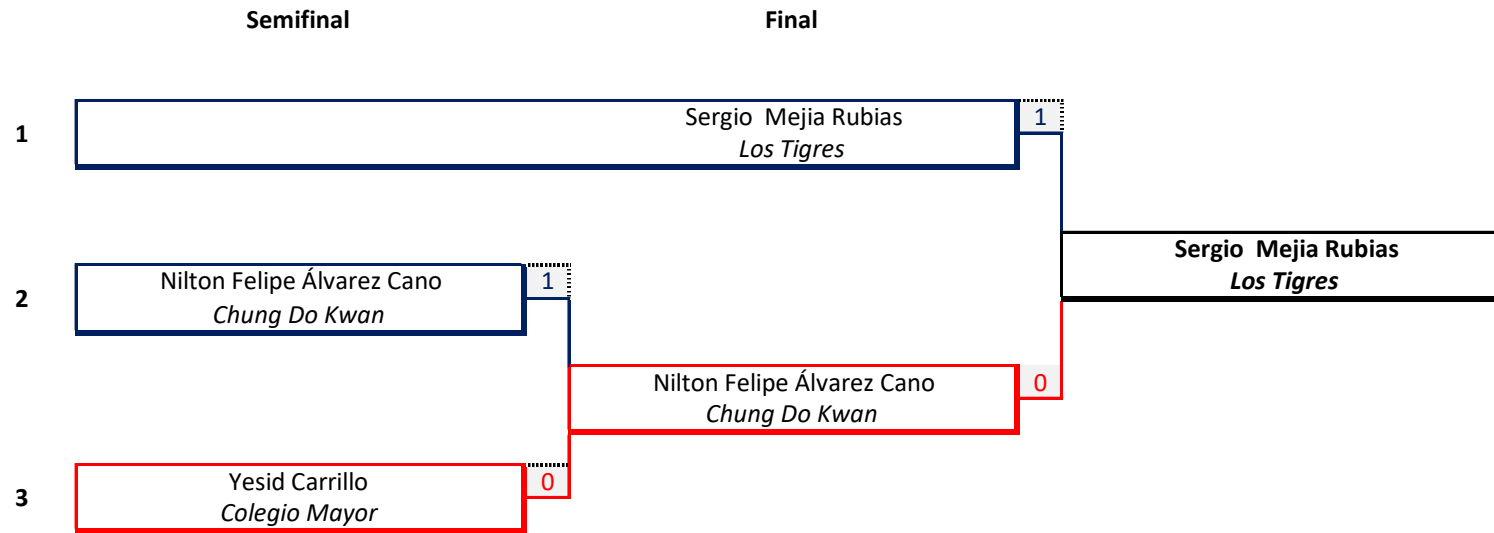 Semifinal
Final
1
Sergio  Mejia Rubias
1
Los Tigres
Sergio  Mejia Rubias
Los Tigres
2
Nilton Felipe Álvarez Cano
1
Chung Do Kwan
Nilton Felipe Álvarez Cano
0
Chung Do Kwan
3
Yesid Carrillo
0
Colegio Mayor